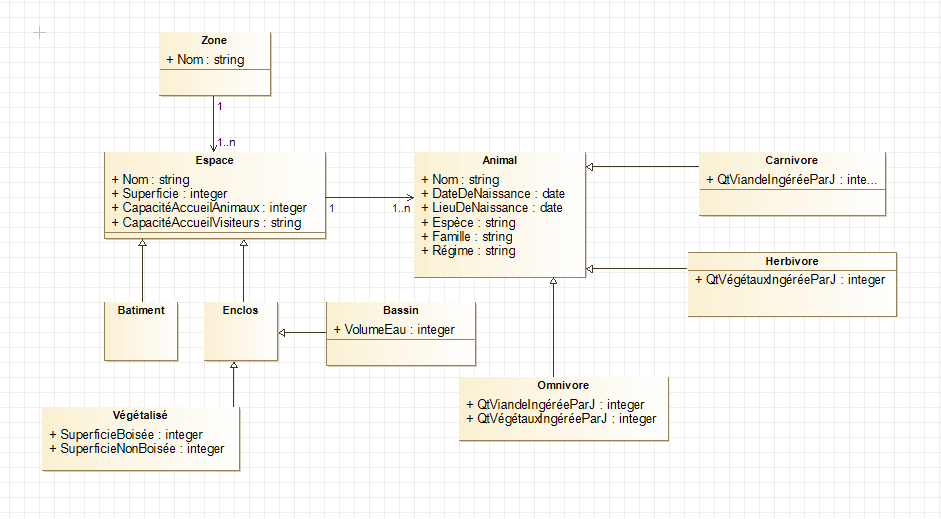 Zone
+ Nom : string
1
1..n
Espace
+ Nom : string
+ Superficie : integer
+ CapacitéAccueilAnimaux : integer
+ CapacitéAccueilVisiteurs : string
1
1..n
Animal
+ Nom : string
+ DateDeNaissance : date
+ LieuDeNaissance : date
+ Espèce : string
+ Famille : string
+ Régime : string
Carnivore
+ QtViandeIngéréeParJ : inte...
Herbivore
+ QtVégétauxIngéréeParJ : integer
Batiment
Enclos
Bassin
+ VolumeEau : integer
Omnivore
+ QtViandeIngéréeParJ : integer
+ QtVégétauxIngéréeParJ : integer
Végétalisé
+ SuperficieBoisée : integer
+ SuperficieNonBoisée : integer